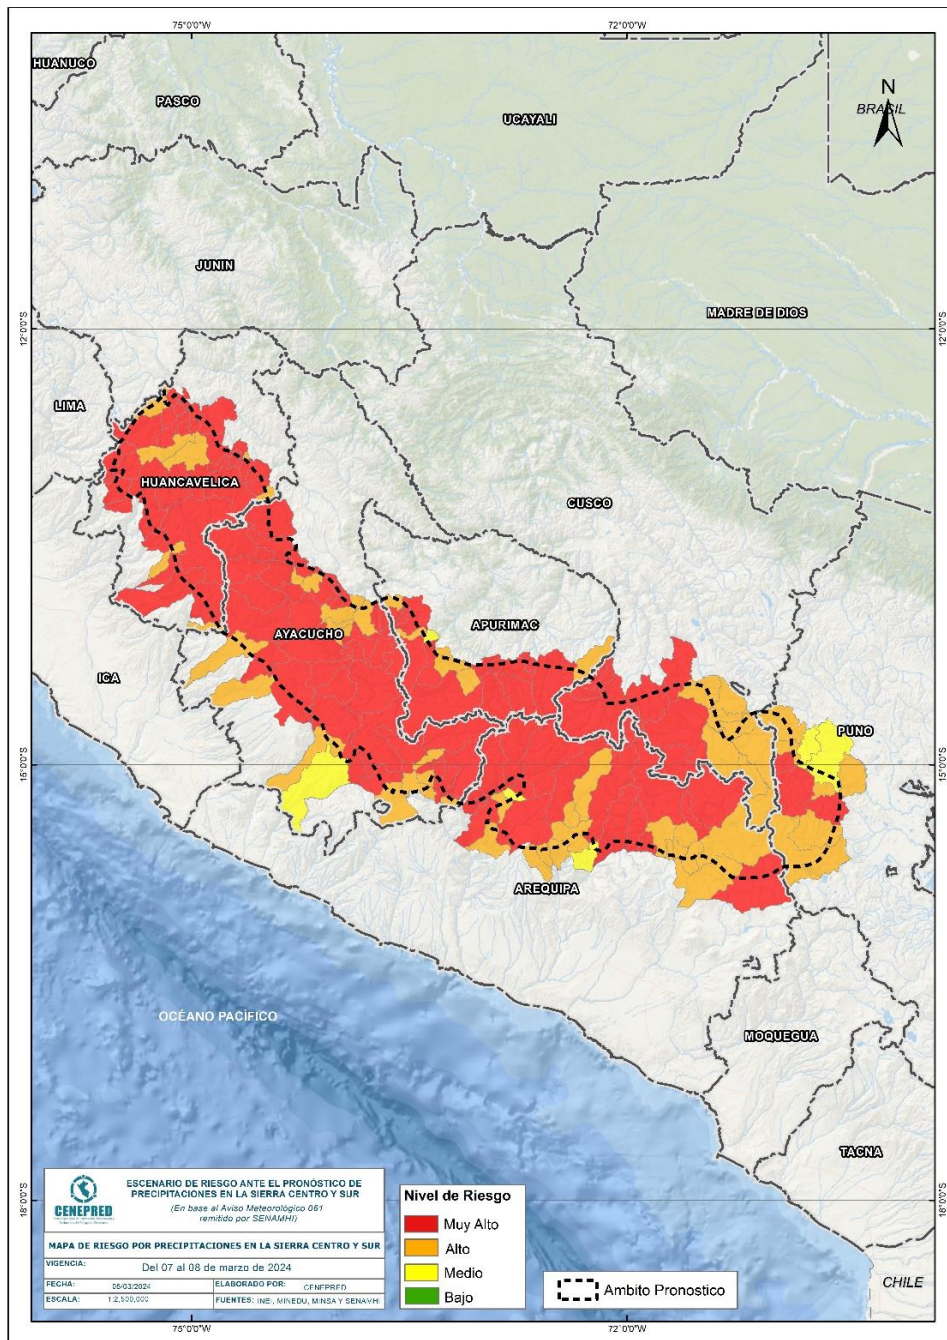 75°0'0"W
72°0'0"W
HUANUCO
PASCO
UCAYALI
N
BRASIL
JUNIN
MADRE DE DIOS
12°0'0"S
12°0'0"S
LIMA
HUANCAVELICA
CUSCO
AYACUCHO
APURIMAC
ICA
PUNO
15°0'0"S
15°0'0"S
AREQUIPA
OCÉANO PACÍFICO
MOQUEGUA
TACNA
18°0'0"S
18°0'0"S
CHILE
CENEPRED
ESCENARIO DE RIESGO ANTE EL PRONÓSTICO DE
PRECIPITACIONES EN LA SIERRA CENTRO Y SUR
(En base al Aviso Meteorológico 061
remitido por SENAMHI)
MAPA DE RIESGO POR PRECIPITACIONES EN LA SIERRA CENTRO Y SUR
VIGENCIA: Del 07 al 08 de marzo de 2024
FECHA: 05/03/2024 ELABORADO POR: CENEPRED
ESCALA: 1:2,500,000 FUENTES: INEI, MINEDU, MINSA Y SENAMHI
Nivel de Riesgo
Muy Alto
Alto
Medio
Bajo
Ambito Pronostico
75°0'0"W
72°0'0"W